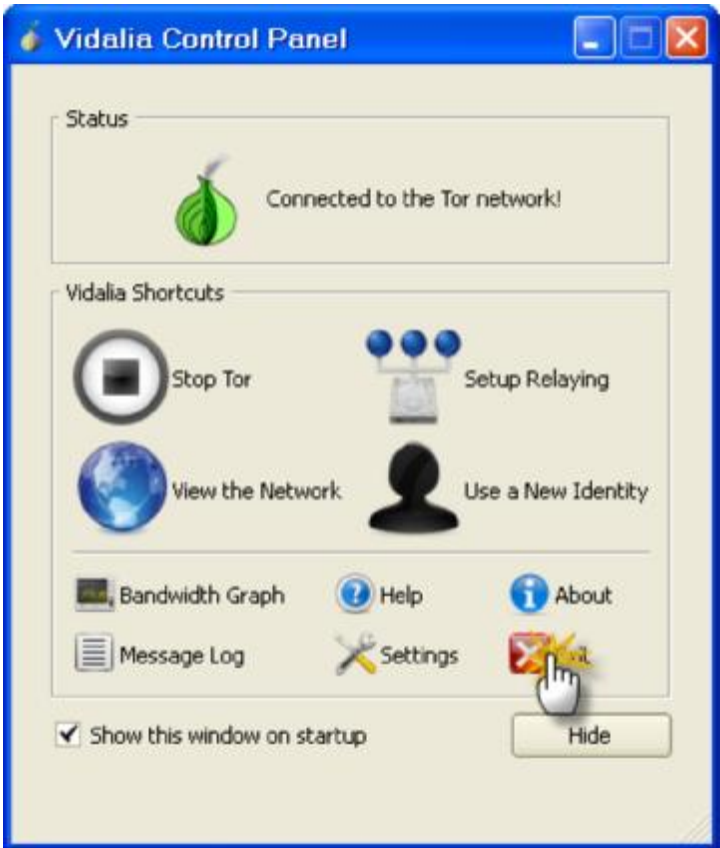 Vidalia Control Panel
Status
Connected to the Tor network!
Vidalia Shortcuts
Stop Tor
Setup Relaying
View the Network
Use a New Identity
Bandwidth Graph
Help
About
Message Log
Settings
Show this window on startup
Hide